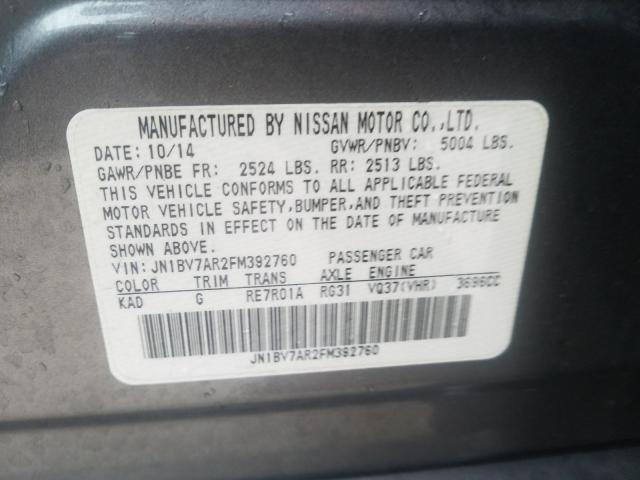 MANUFACTURED BY NISSAN MOTOR CO.,LTD.
DATE: 10/14 GVWR/PNBV: 5004 LBS.
GAWR/PNBE FR: 2524 LBS. RR: 2513 LBS.
THIS VEHICLE CONFORMS TO ALL APPLICABLE FEDERAL
MOTOR VEHICLE SAFETY,BUMPER,AND THEFT PREVENTION
STANDARDS IN EFFECT ON THE DATE OF MANUFACTURE
SHOWN ABOVE.
VIN: JN1BV7AR2FM392760 PASSENGER CAR
COLOR TRIM TRANS AXLE ENGINE
KAD G RE7R01A RG31 VQ37(VHR) 3696CC
JN1BV7AR2FM392760